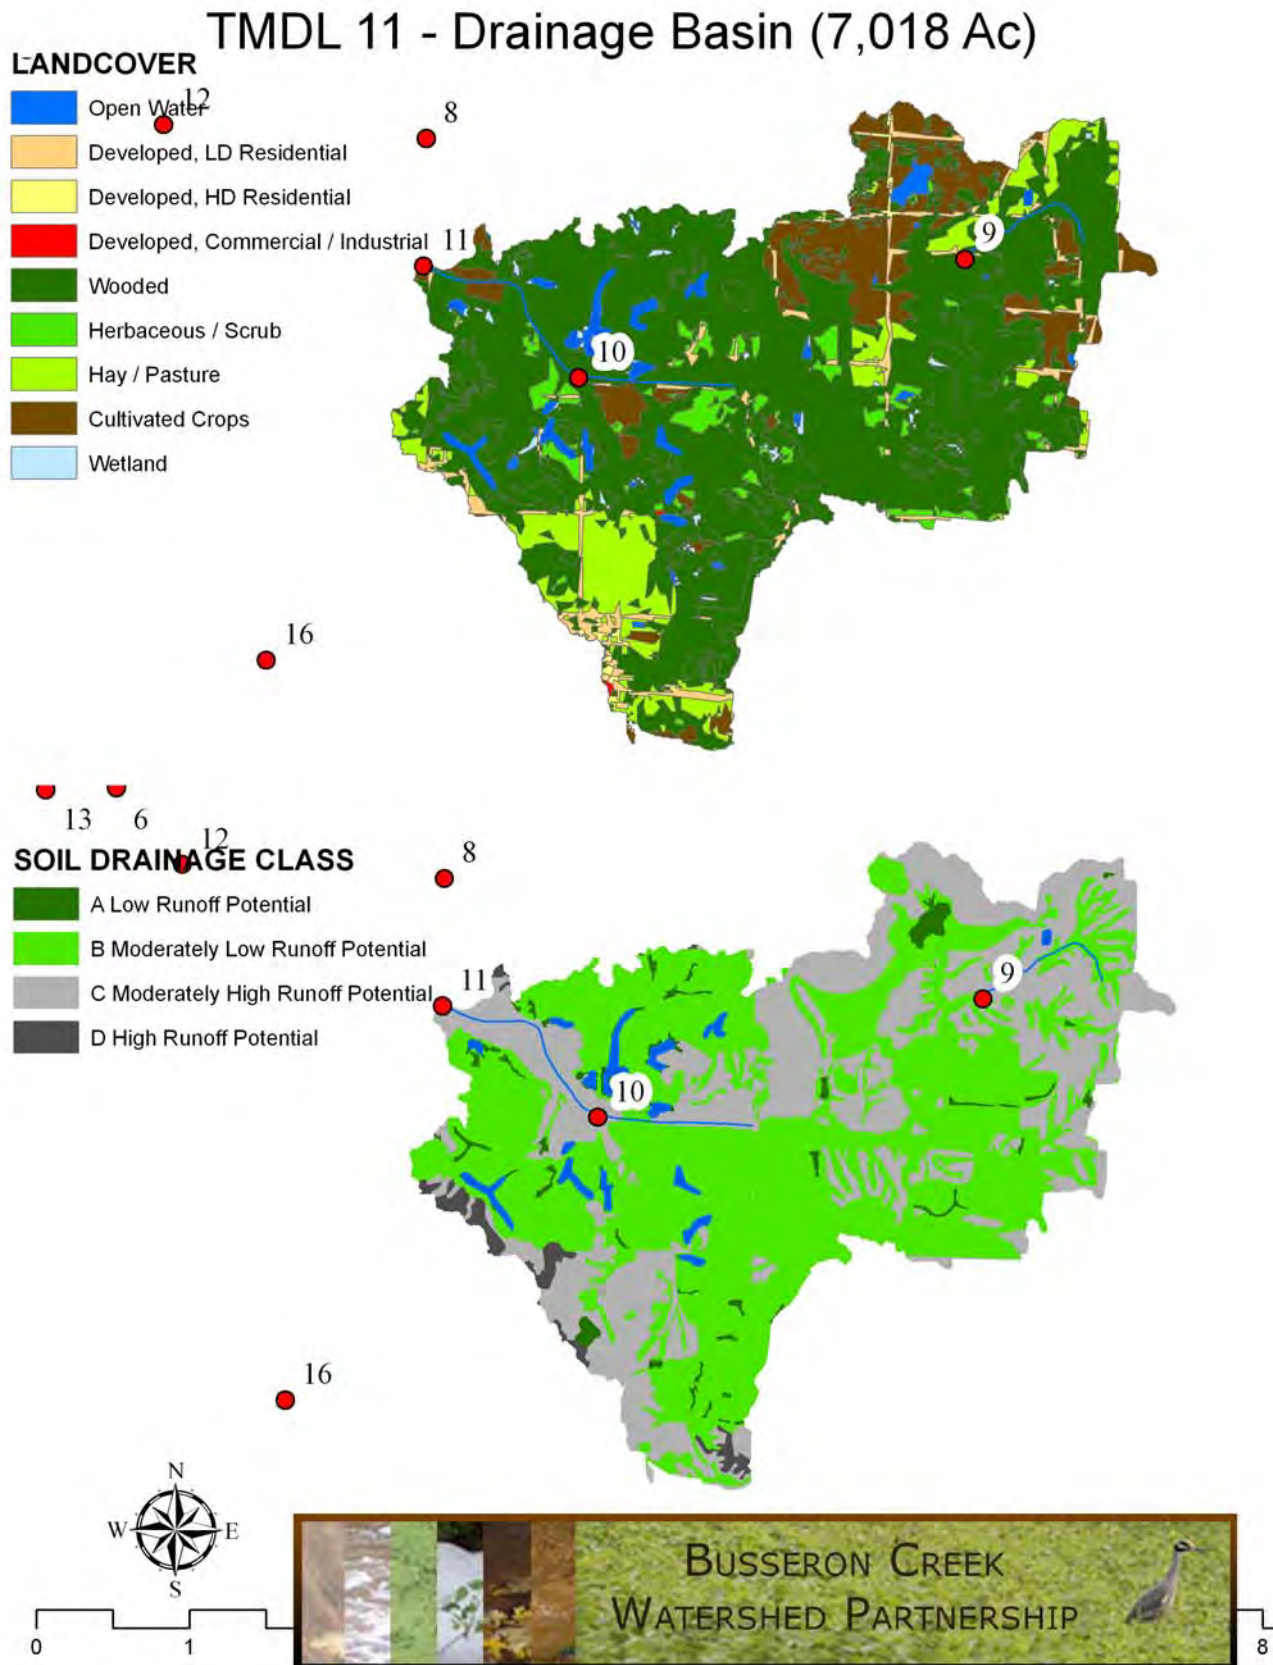 TMDL 11 - Drainage Basin (7,018 Ac)
LANDCOVER
Open Water
Developed, LD Residential
Developed, HD Residential
Developed, Commercial / Industrial
Wooded
Herbaceous / Scrub
Hay / Pasture
Cultivated Crops
Wetland
12
8
11
9
10
16
13
6
12
SOIL DRAINAGE CLASS
A Low Runoff Potential
B Moderately Low Runoff Potential
C Moderately High Runoff Potential
D High Runoff Potential
8
11
9
10
16
N
W
E
S
BUSSERON CREEK
WATERSHED PARTNERSHIP
0
1
8